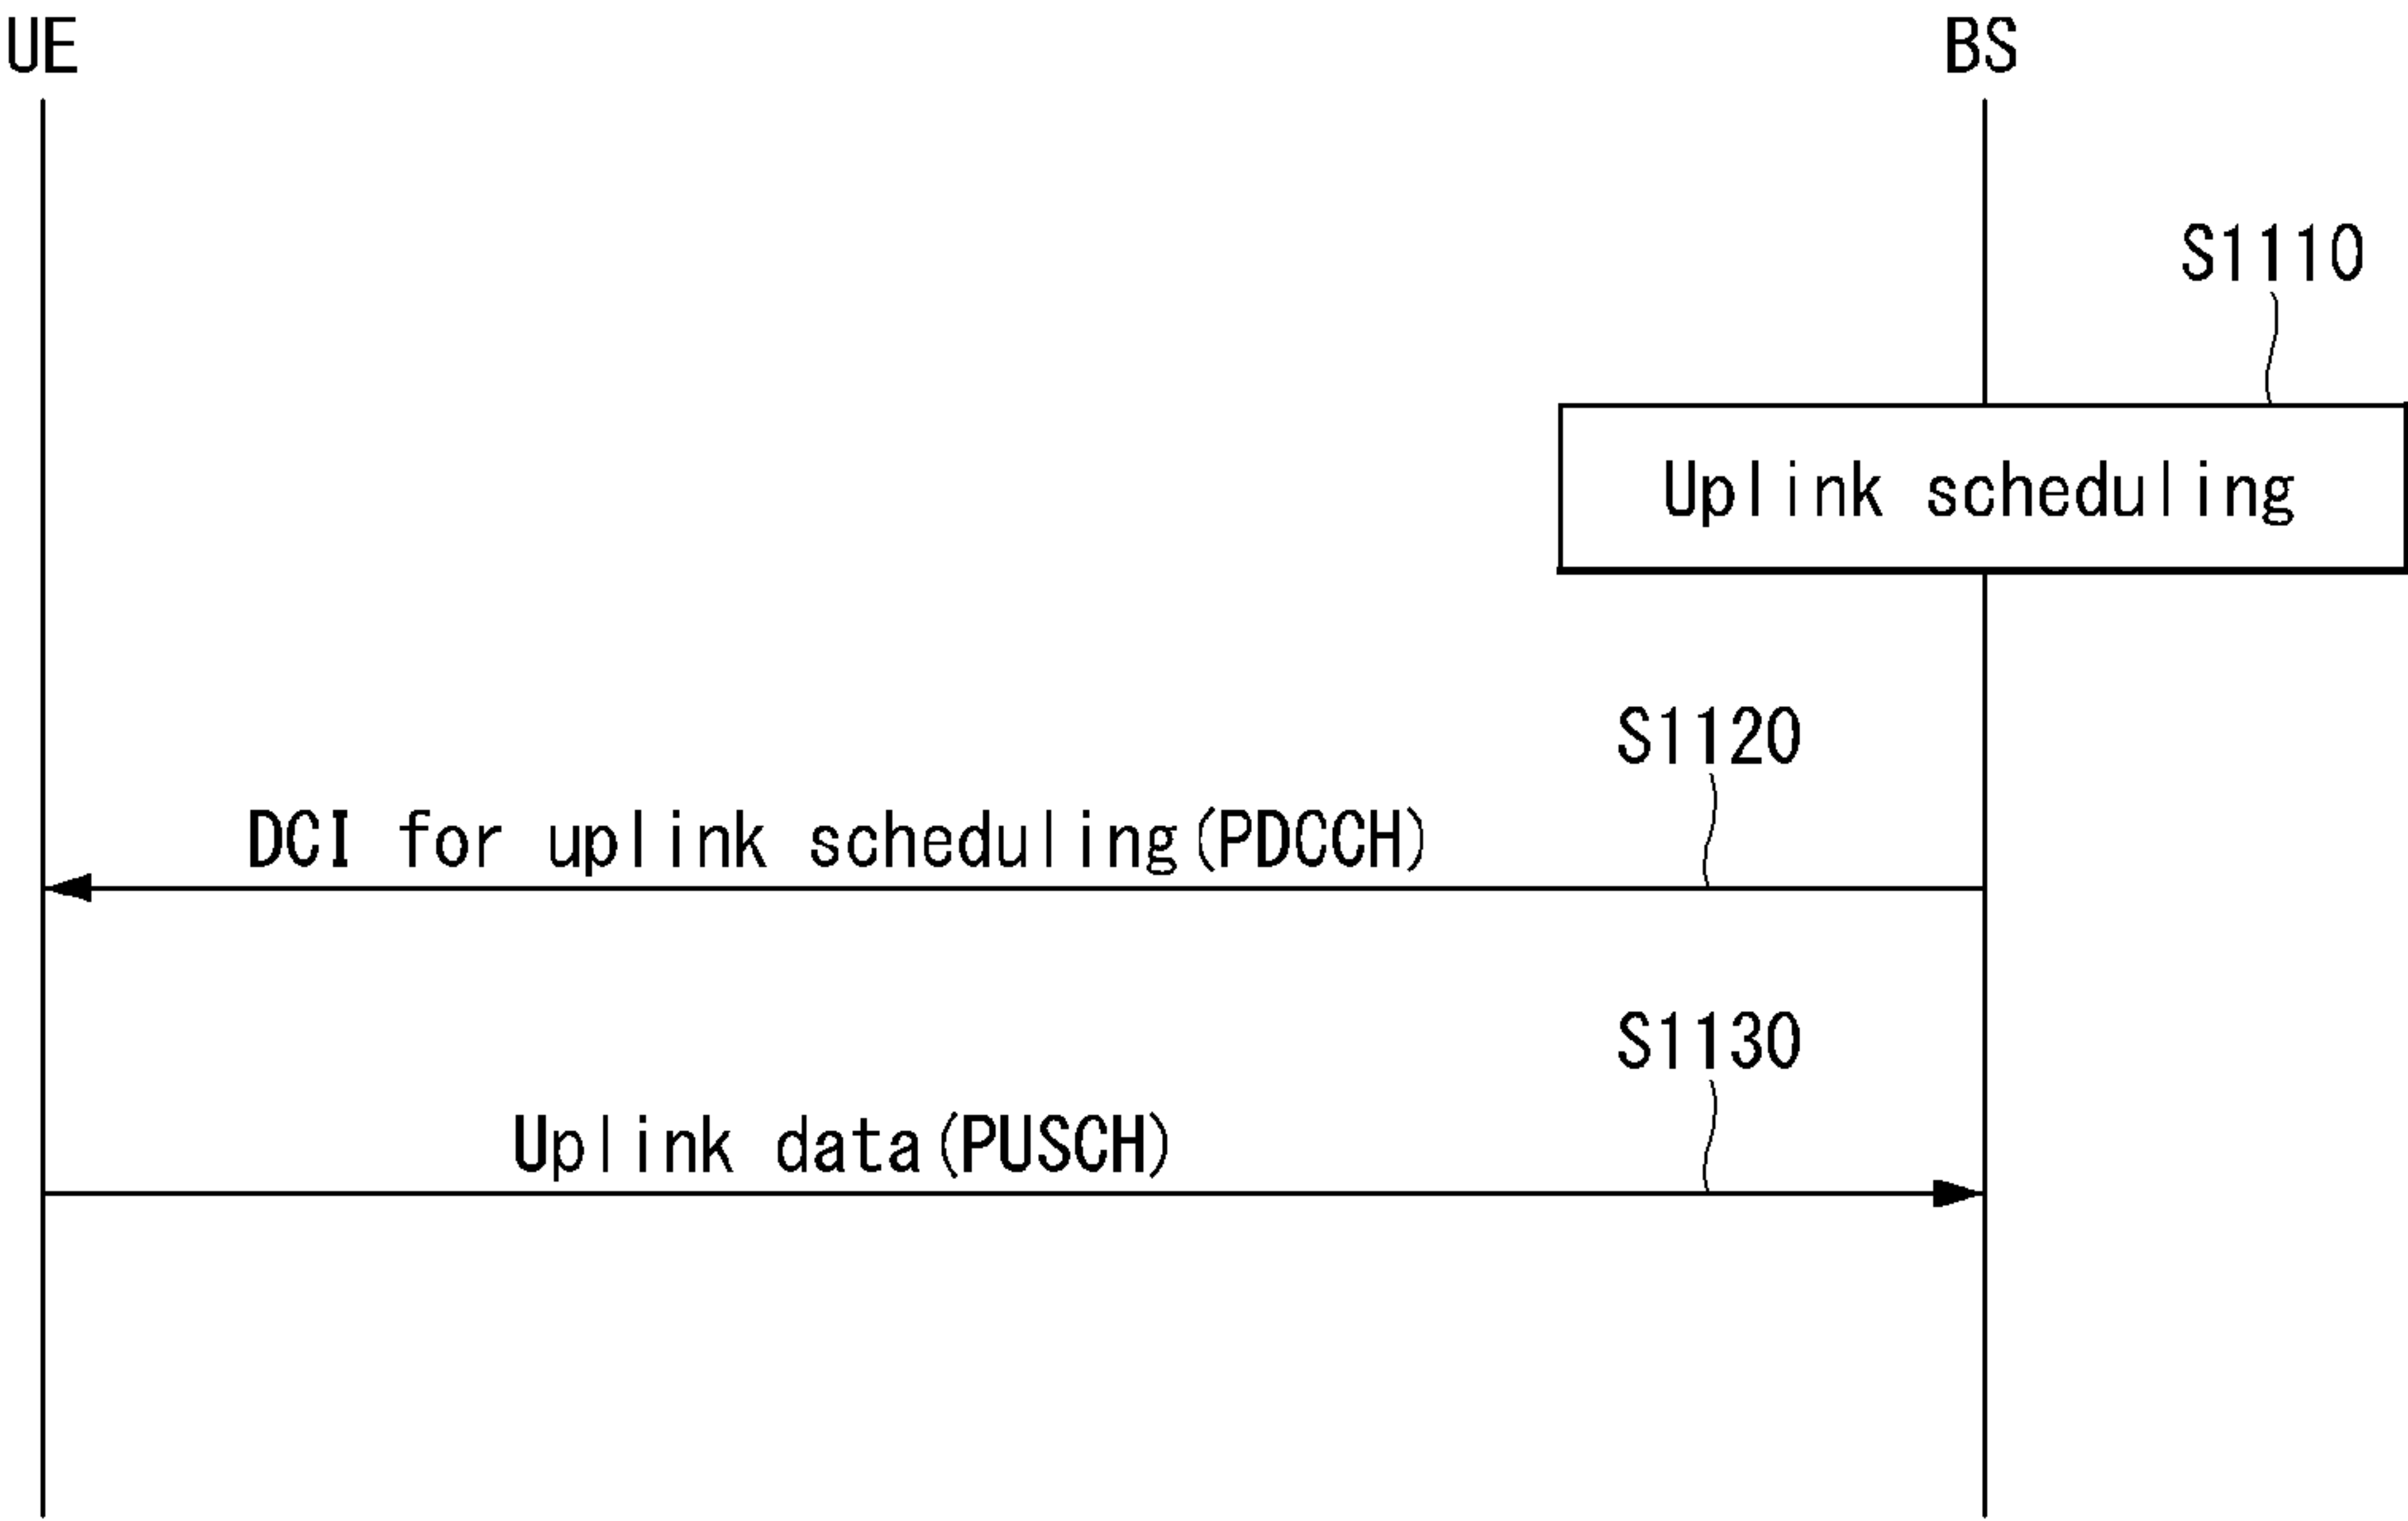 UE
BS
S1110
Uplink scheduling
S1120
DCI for uplink scheduling(PDCCH)
S1130
Uplink data(PUSCH)